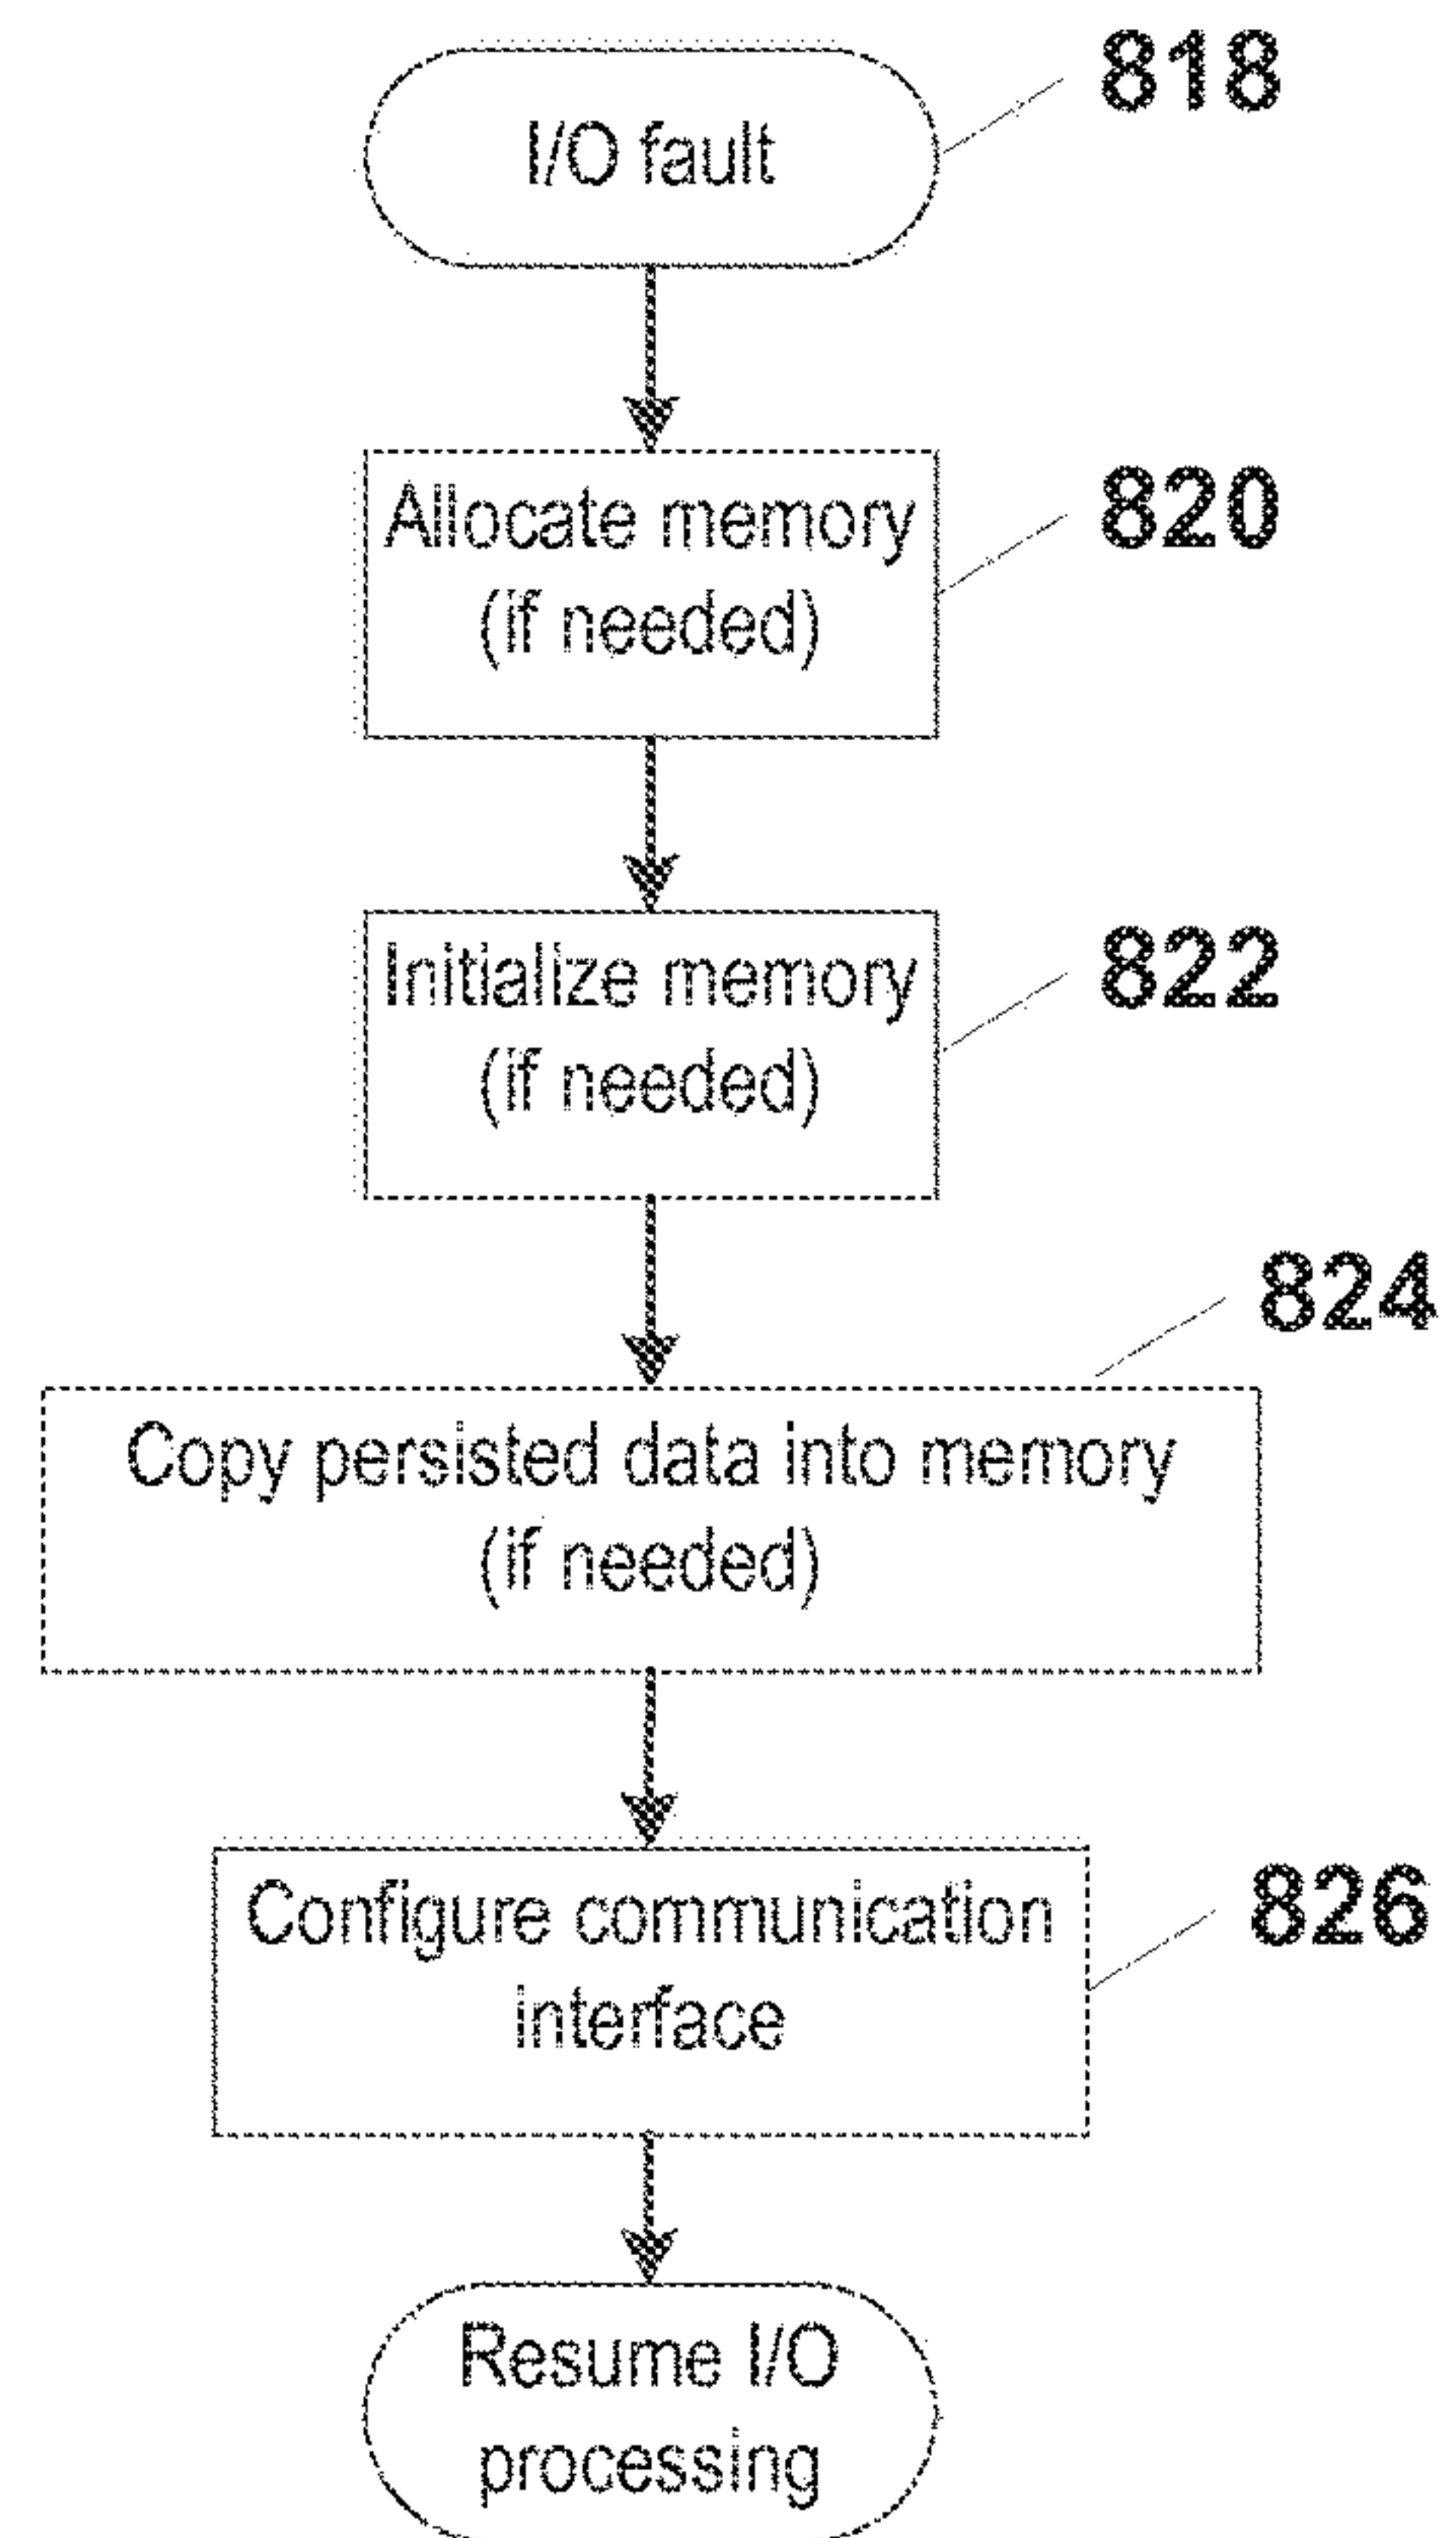 818
I/O fault
820
Allocate memory
(if needed)
822
Initialize memory
(if needed)
824
Copy persisted data into memory
(if needed)
826
Configure communication
interface
Resume I/O
processing